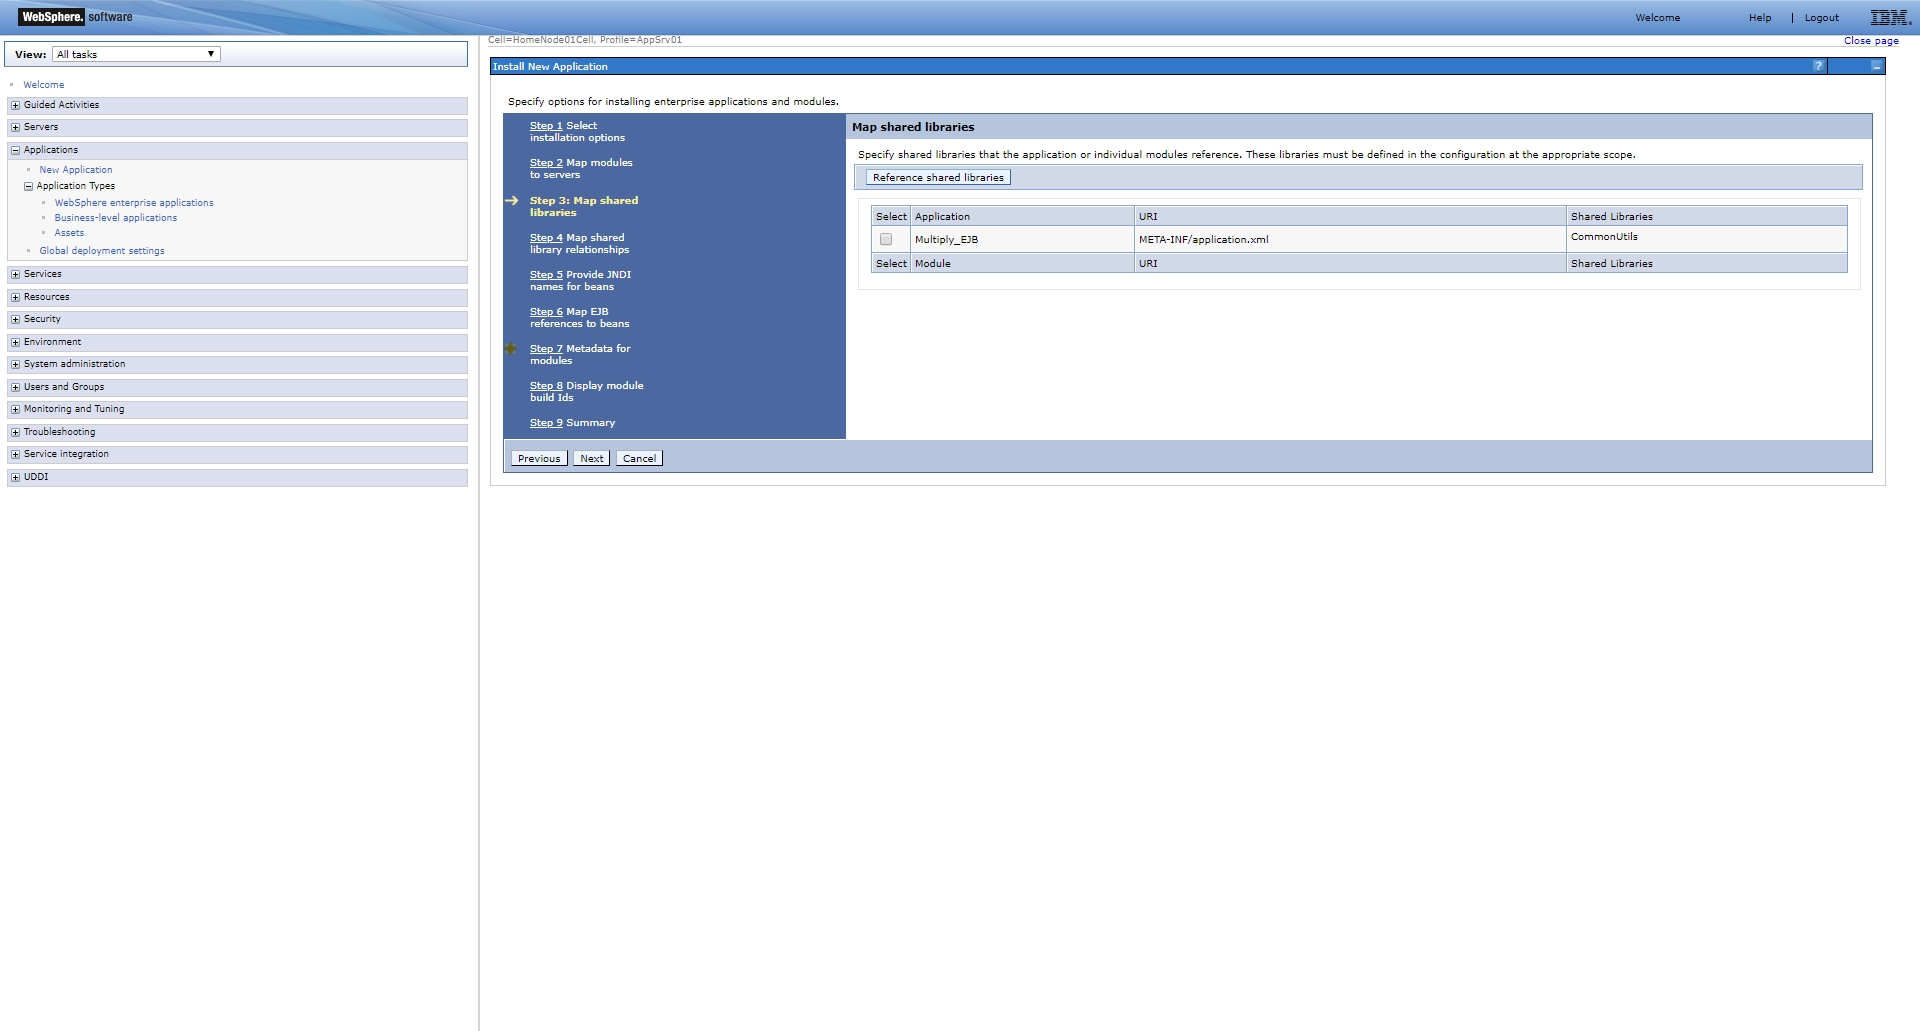 WebSphere. software
Welcome Help | Logout IBM.
View: All tasks
Cell=HomeNode01Cell, Profile=AppSrv01
Close page
Welcome
Guided Activities
Servers
Applications
New Application
Application Types
WebSphere enterprise applications
Business-level applications
Assets
Global deployment settings
Services
Resources
Security
Environment
System administration
Users and Groups
Monitoring and Tuning
Troubleshooting
Service integration
UDDI
Install New Application
?
Specify options for installing enterprise applications and modules.
Step 1 Select
installation options
Step 2 Map modules
to servers
Step 3: Map shared
libraries
Step 4 Map shared
library relationships
Step 5 Provide JNDI
names for beans
Step 6 Map EJB
references to beans
Step 7 Metadata for
modules
Step 8 Display module
build Ids
Step 9 Summary
Map shared libraries
Specify shared libraries that the application or individual modules reference. These libraries must be defined in the configuration at the appropriate scope.
Reference shared libraries
Select Application URI Shared Libraries
Multiply_EJB META-INF/application.xml CommonUtils
Select Module URI Shared Libraries
Previous Next Cancel